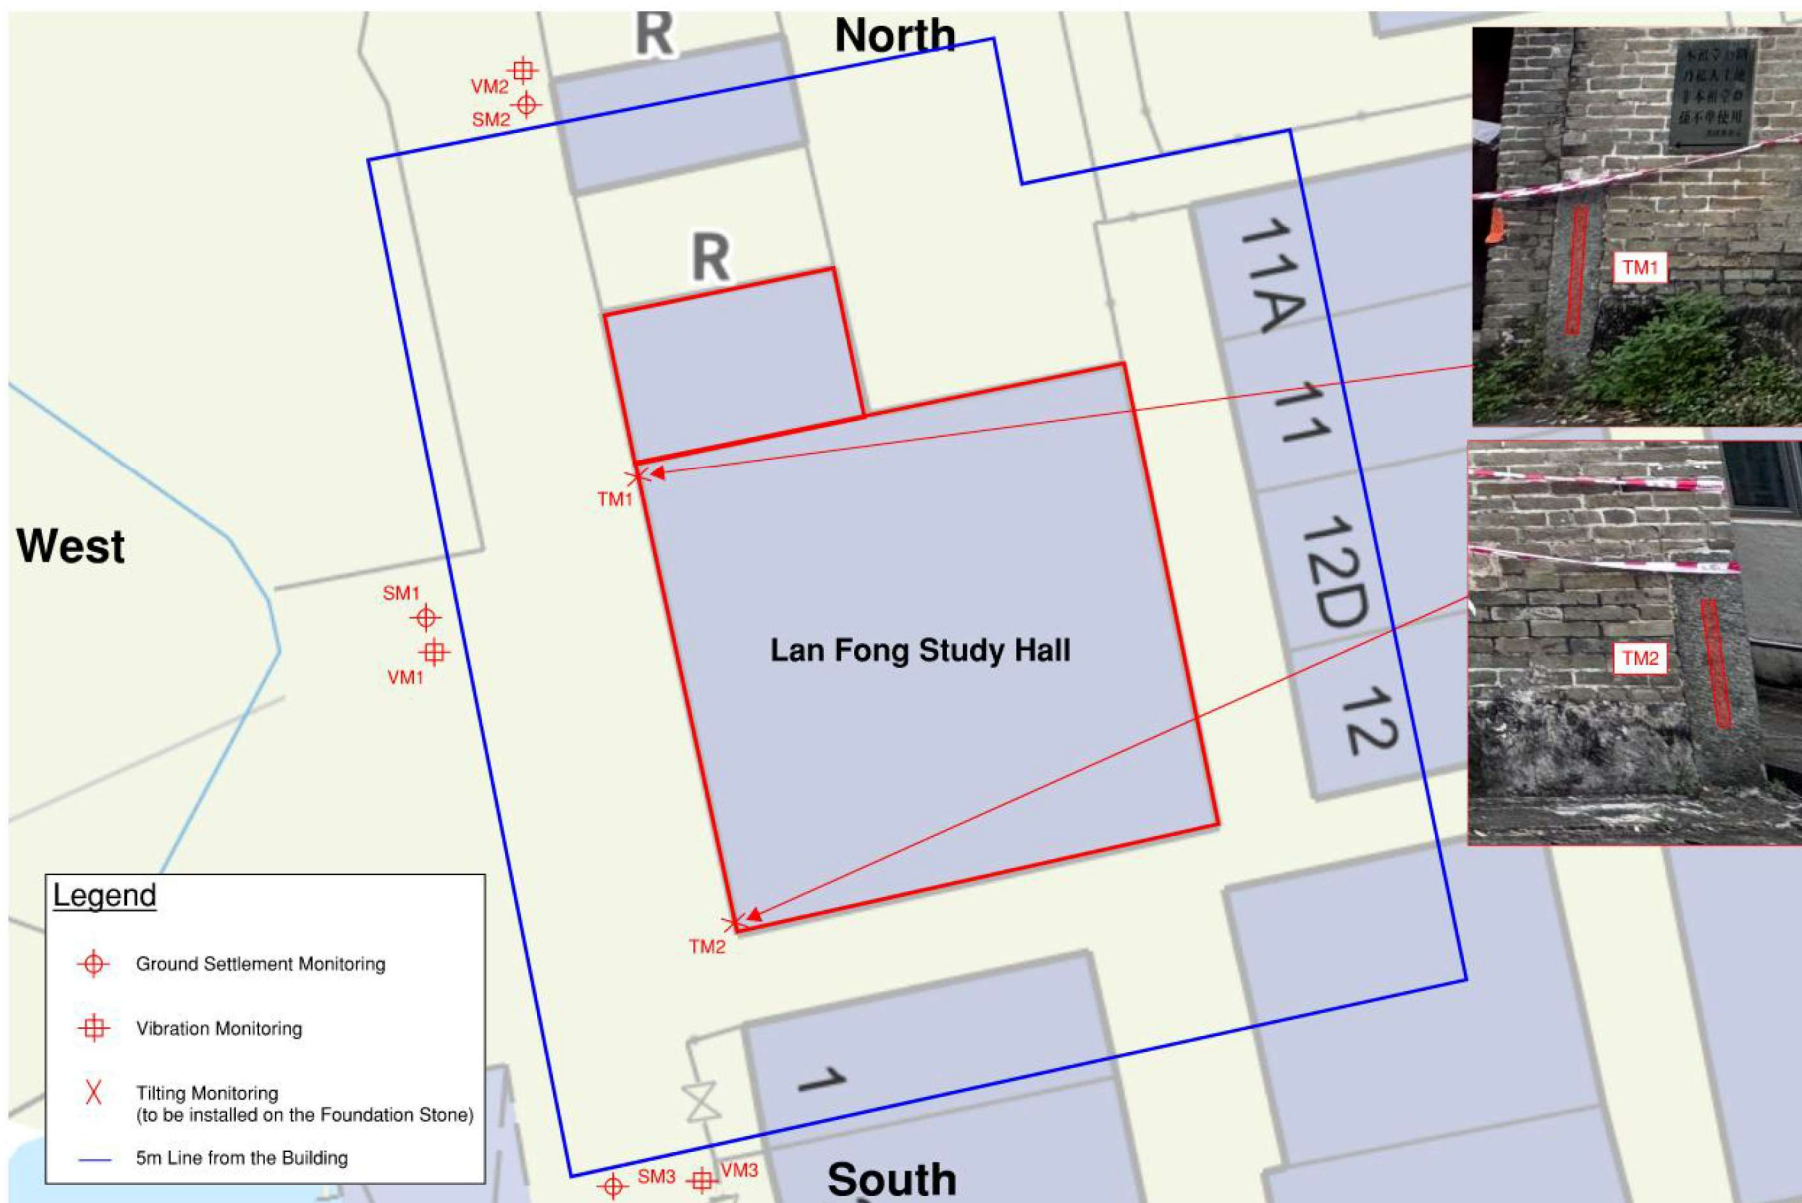 North
R
VM2
SM2
R
11A
11
12D
12
TM1
West
SM1
VM1
Lan Fong Study Hall
TM2
1
SM3
VM3
South
Legend
Ground Settlement Monitoring
Vibration Monitoring
Tilting Monitoring
(to be installed on the Foundation Stone)
5m Line from the Building
TM1
TM2